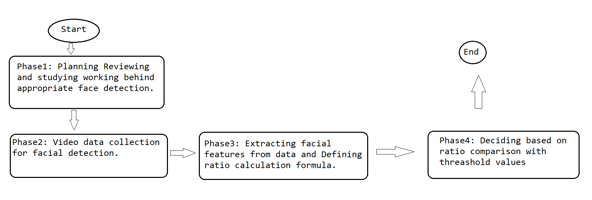 Start
Phase1: Planning Reviewing
and studying working behind
appropriate face detection.
Phase2: Video data collection
for facial detection.
Phase3: Extracting facial
features from data and Defining
ratio calculation formula.
Phase4: Deciding based on
ratio comparison with
threashold values
End